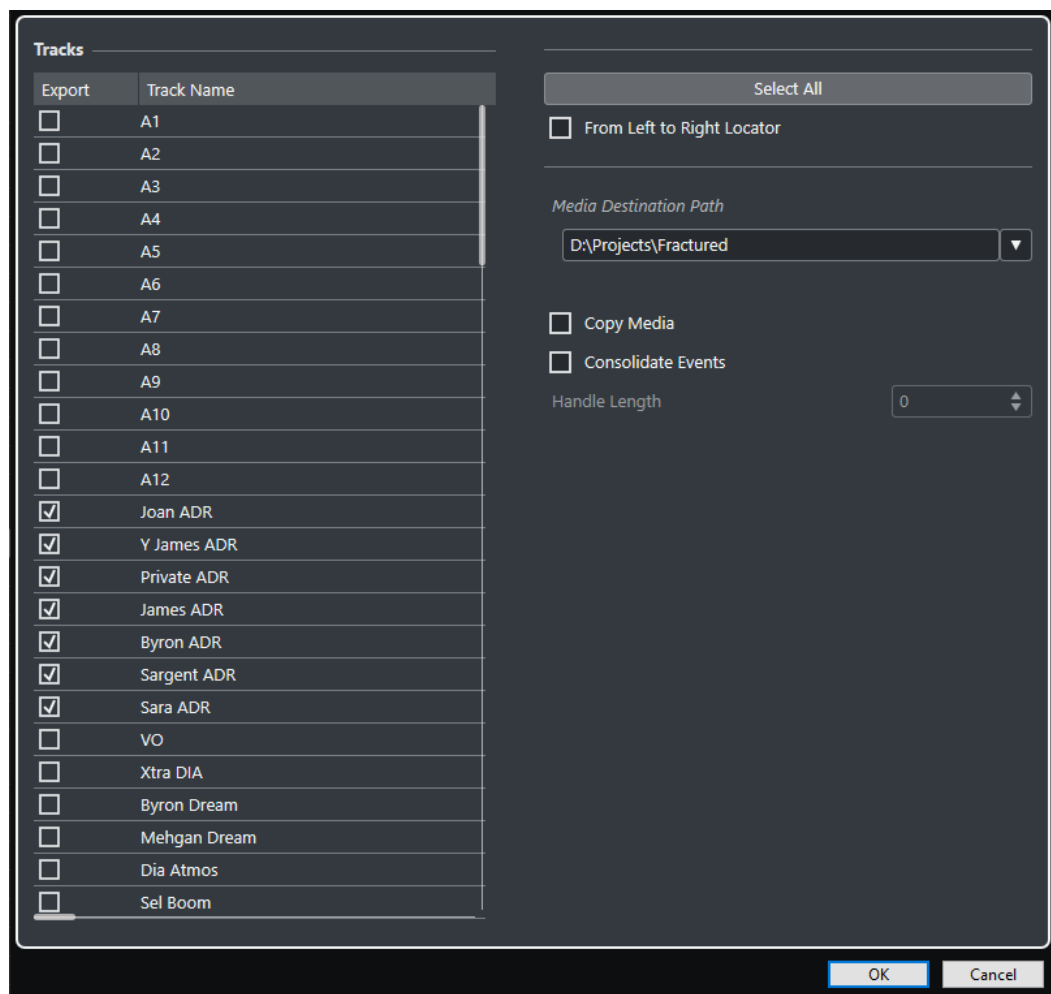 Tracks
Export Track Name
A1
A2
A3
A4
A5
A6
A7
A8
A9
A10
A11
A12
Joan ADR
Y James ADR
Private ADR
James ADR
Byron ADR
Sargent ADR
Sara ADR
VO
Xtra DIA
Byron Dream
Mehgan Dream
Dia Atmos
Sel Boom
Select All
From Left to Right Locator
Media Destination Path
D:\Projects\Fractured
Copy Media
Consolidate Events
Handle Length 0
OK Cancel